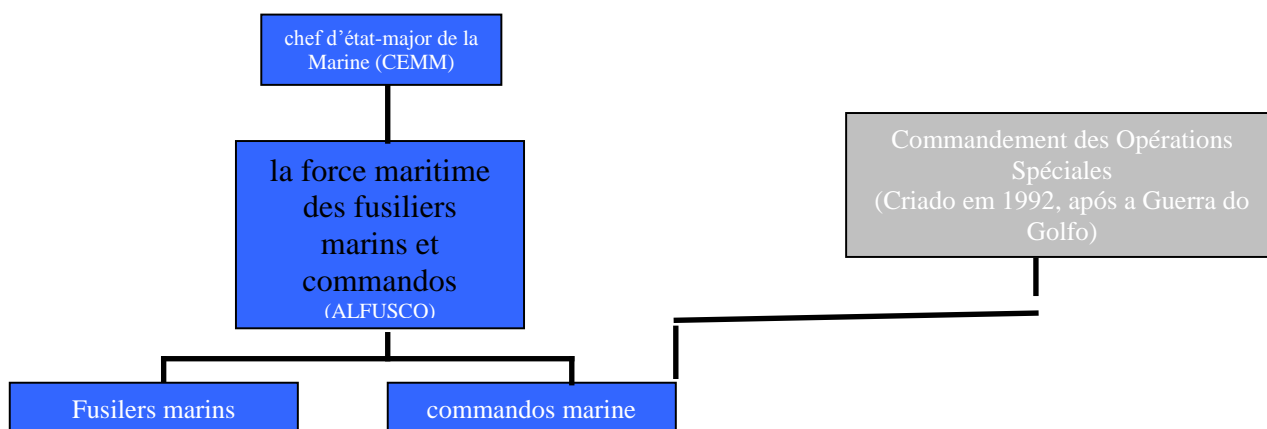 chef d'état-major de la
Marine (CEMM)
la force maritime
des fusiliers
marins et
commandos
(ALFUSCO)
Commandement des Opérations
Spéciales
(Criado em 1992, após a Guerra do
Golfo)
Fusilers marins
commandos marine